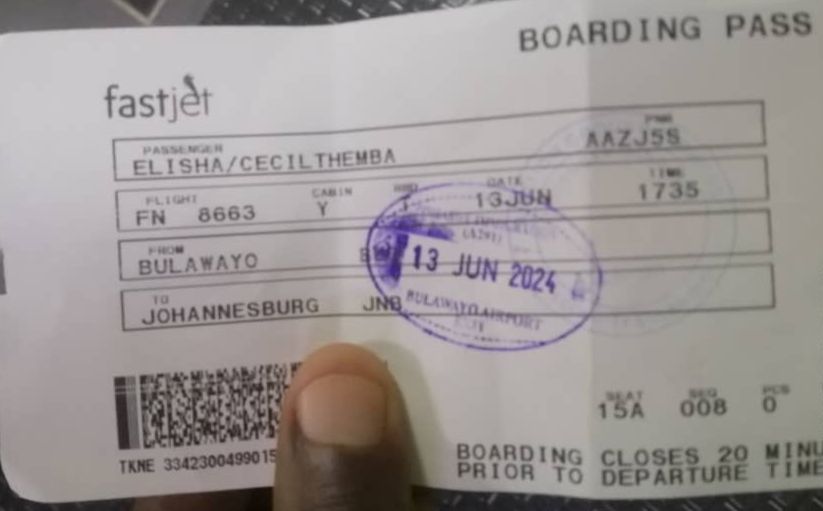 BOARDING PASS
fastjet
PASSENGER PNR
ELISHA/CECILTHEMBA AAZJ5S
FLIGHT CABIN DATE TIME
FN 8663 Y 13JUN 1735
FROM
BULAWAYO
13 JUN 2024
TO
JOHANNESBURG JNB
BULAWAYO AIRPORT
SEAT SEQ PCS
15A 008 0
TKNE 3342300499015
BOARDING CLOSES 20 MINU
PRIOR TO DEPARTURE TIME